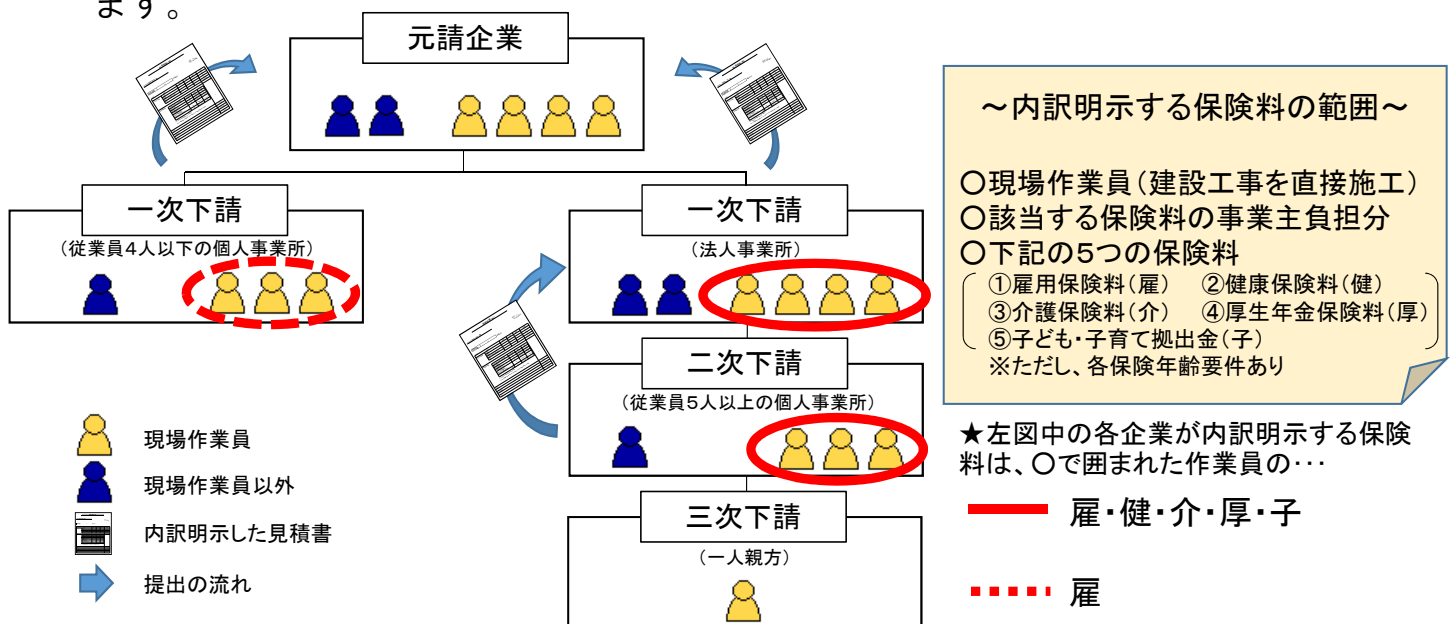 ます。
元請企業
一次下請
(従業員4人以下の個人事業所)
一次下請
(法人事業所)
二次下請
(従業員5人以上の個人事業所)
三次下請
(一人親方)
現場作業員
現場作業員以外
内訳明示した見積書
提出の流れ
～内訳明示する保険料の範囲～
○現場作業員(建設工事を直接施工)
○該当する保険料の事業主負担分
○下記の5つの保険料
①雇用保険料(雇) ②健康保険料(健)
③介護保険料(介) ④厚生年金保険料(厚)
⑤子ども・子育て拠出金(子)
※ただし、各保険年齢要件あり
★左図中の各企業が内訳明示する保険
料は、○で囲まれた作業員の…
雇・健・介・厚・子
雇